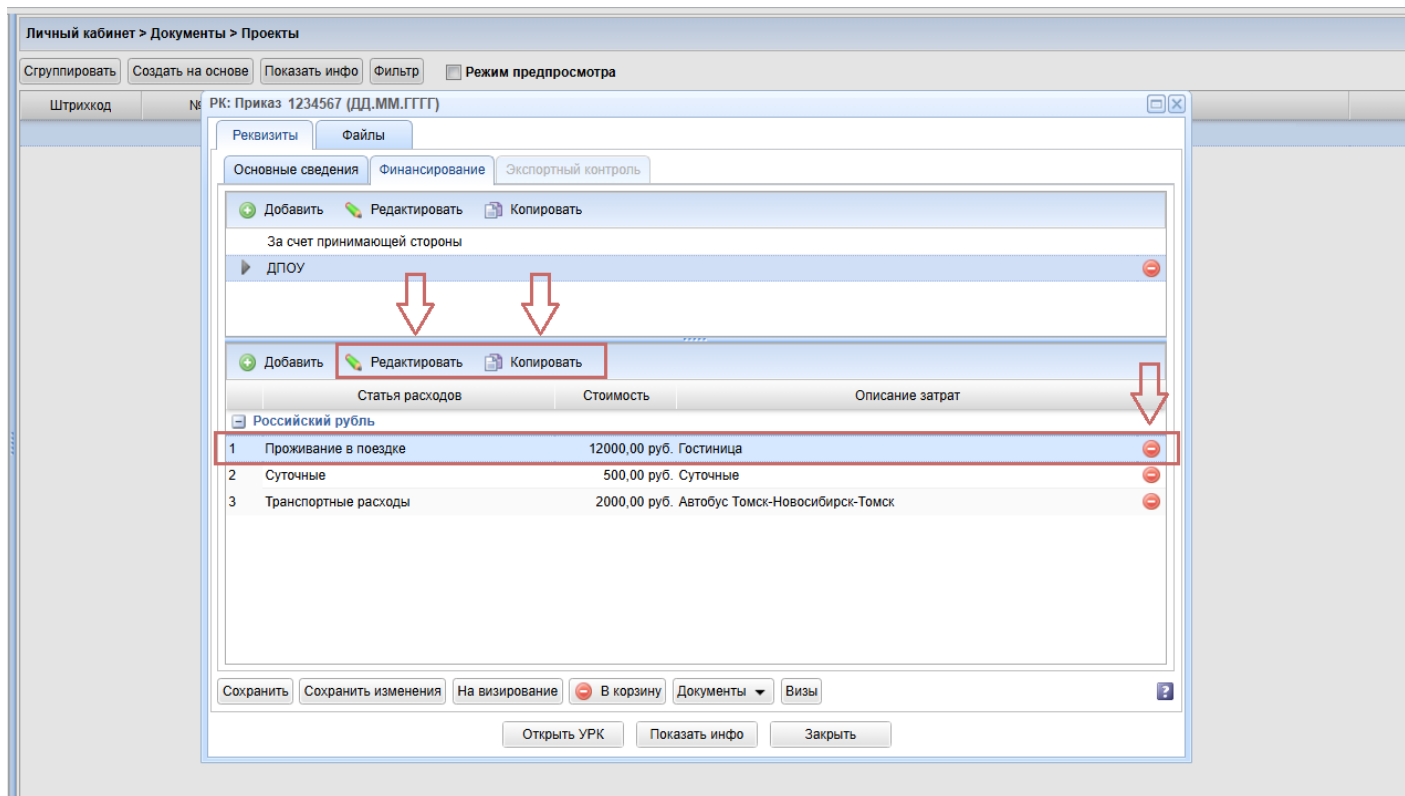 Личный кабинет > Документы > Проекты
Сгруппировать Создать на основе Показать инфо Фильтр Режим предпросмотра
Штрихкод №
РК: Приказ 1234567 (ДД.ММ.ГГГГ)
Реквизиты Файлы
Основные сведения Финансирование Экспортный контроль
Добавить Редактировать Копировать
За счет принимающей стороны
ДПОУ
Добавить Редактировать Копировать
Статья расходов Стоимость Описание затрат
Российский рубль
1 Проживание в поездке 12000,00 руб. Гостиница
2 Суточные 500,00 руб. Суточные
3 Транспортные расходы 2000,00 руб. Автобус Томск-Новосибирск-Томск
Сохранить Сохранить изменения На визирование В корзину Документы Визы ?
Открыть УРК Показать инфо Закрыть